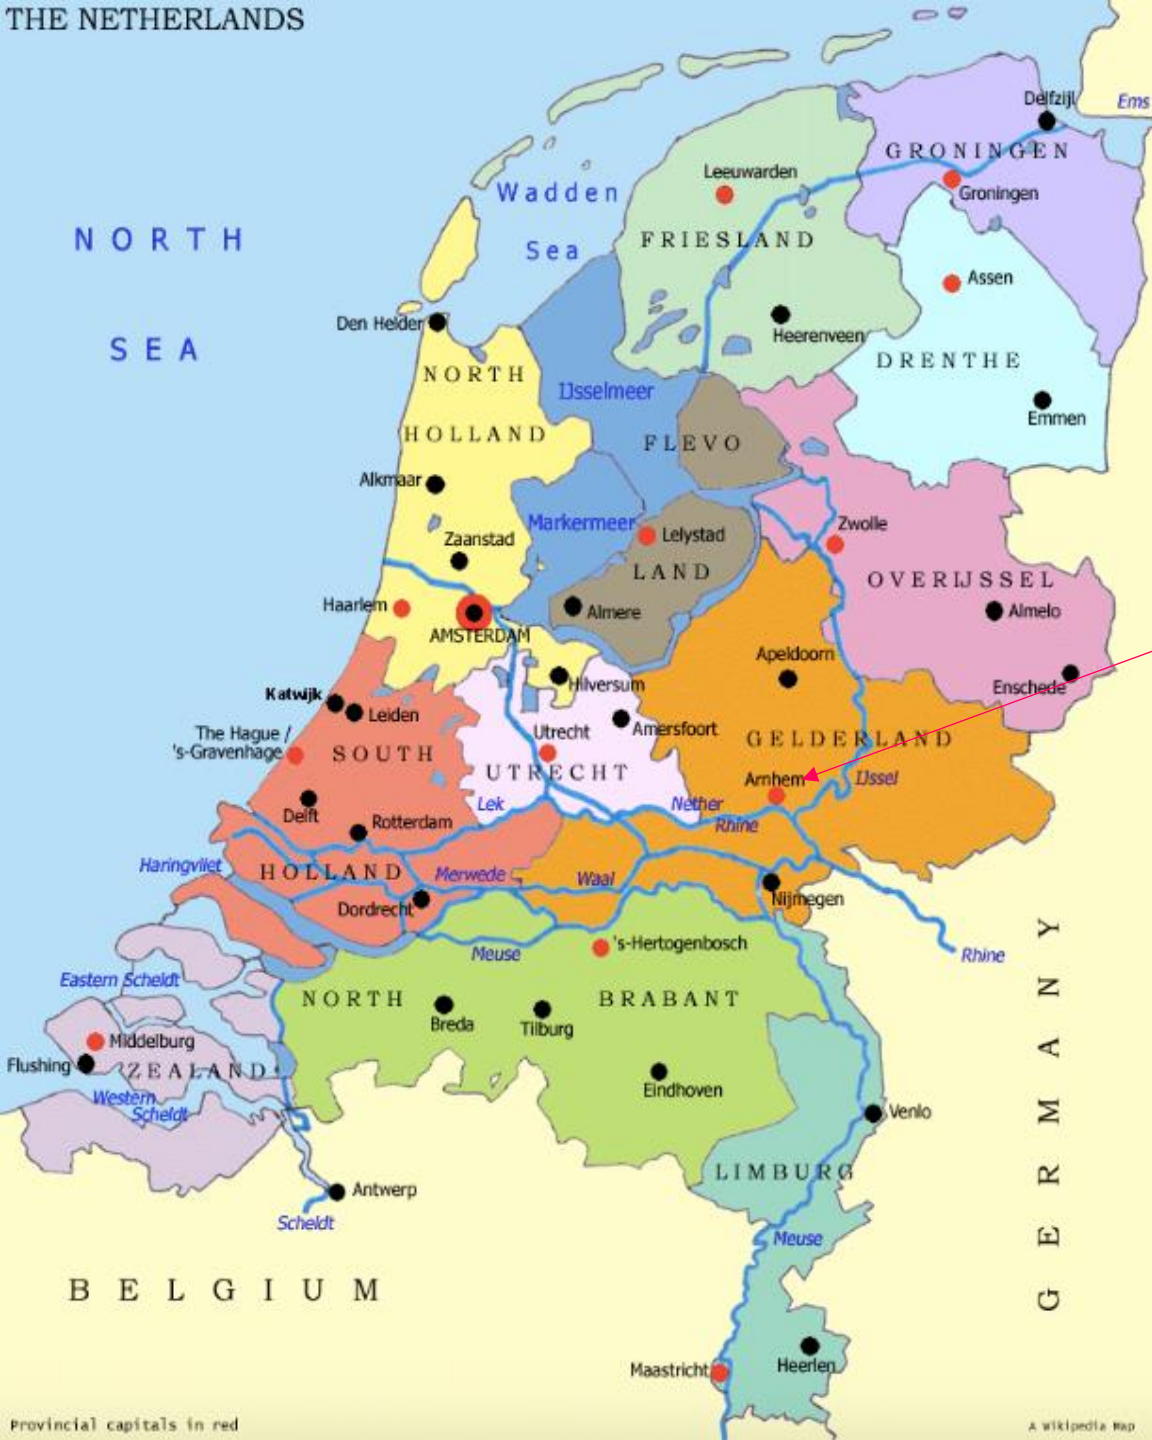 THE NETHERLANDS
Delfzijl
Ems
GRONINGEN
Leeuwarden
Groningen
Wadden
Sea
NORTH
SEA
FRIESLAND
Assen
Den Helder
Heerenveen
DRENTHE
NORTH
HOLLAND
IJsselmeer
Emmen
FLEVO
Alkmaar
Markermeer
Lelystad
Zwolle
Zaanstad
LAND
OVERIJSSEL
Haarlem
Almere
Almelo
AMSTERDAM
Apeldoorn
Hilversum
Enschede
Katwijk
Leiden
Amersfoort
The Hague /
's-Gravenhage
Utrecht
SOUTH
GELDERLAND
UTRECHT
Arnhem
IJssel
Delft
Lek
Nether
Rhine
Rotterdam
Haringvliet
HOLLAND
Merwede
Waal
Dordrecht
Nijmegen
Meuse
's-Hertogenbosch
Rhine
Eastern Scheldt
NORTH
BRABANT
Breda
Tilburg
Middelburg
Flushing
ZEALAND
Eindhoven
Western
Scheldt
Venlo
LIMBURG
Antwerp
Scheldt
Meuse
BELGIUM
GERMANY
Maastricht
Heerlen
Provincial capitals in red
A Wikipedia Map